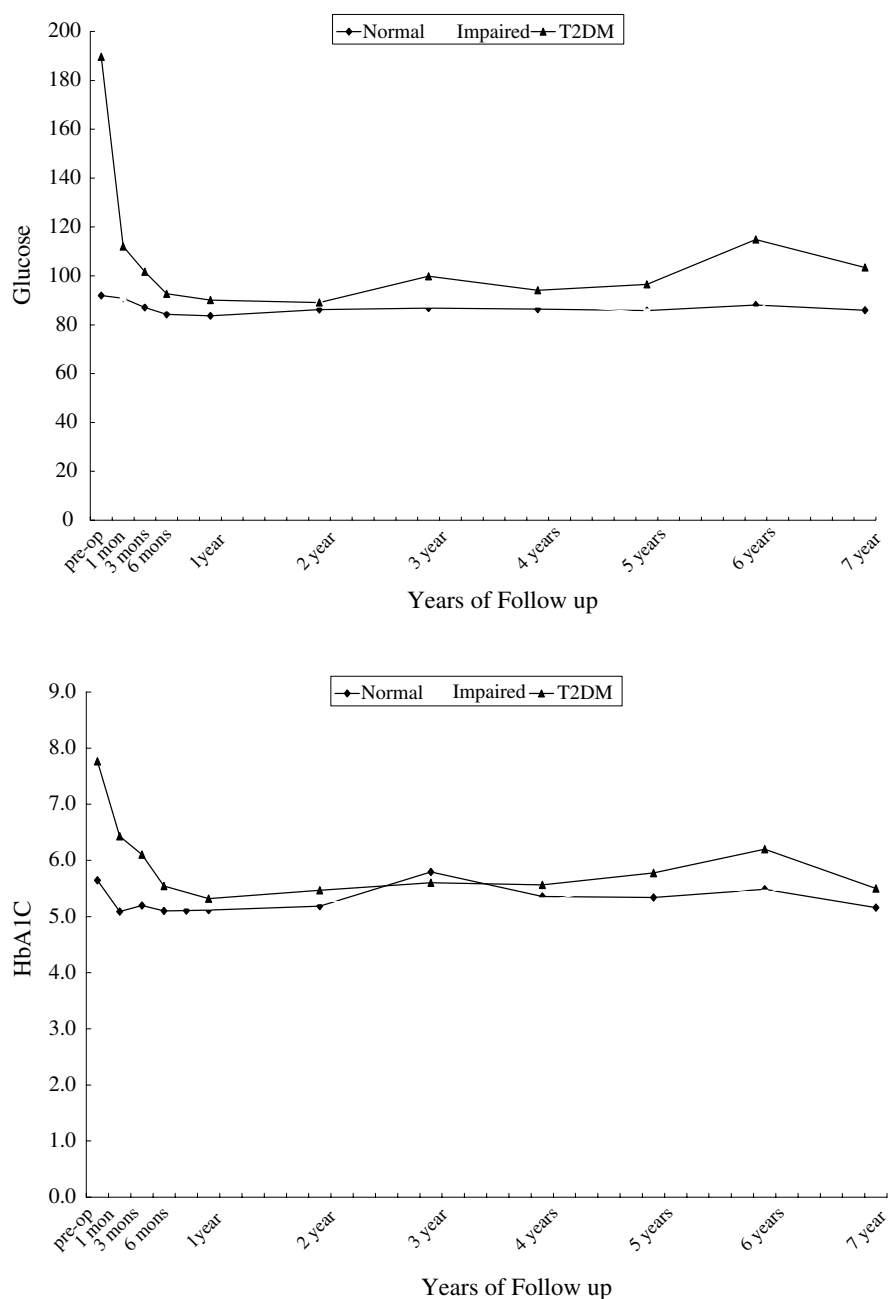 Normal Impaired T2DM
200
180
160
140
120
100
80
60
40
20
0
Glucose
pre-op 1 mon 3 mons 6 mons 1year 2 year 3 year 4 years 5 years 6 years 7 year
Years of Follow up
Normal Impaired T2DM
9.0
8.0
7.0
6.0
5.0
4.0
3.0
2.0
1.0
0.0
HbA1C
pre-op 1 mon 3 mons 6 mons 1year 2 year 3 year 4 years 5 years 6 years 7 year
Years of Follow up